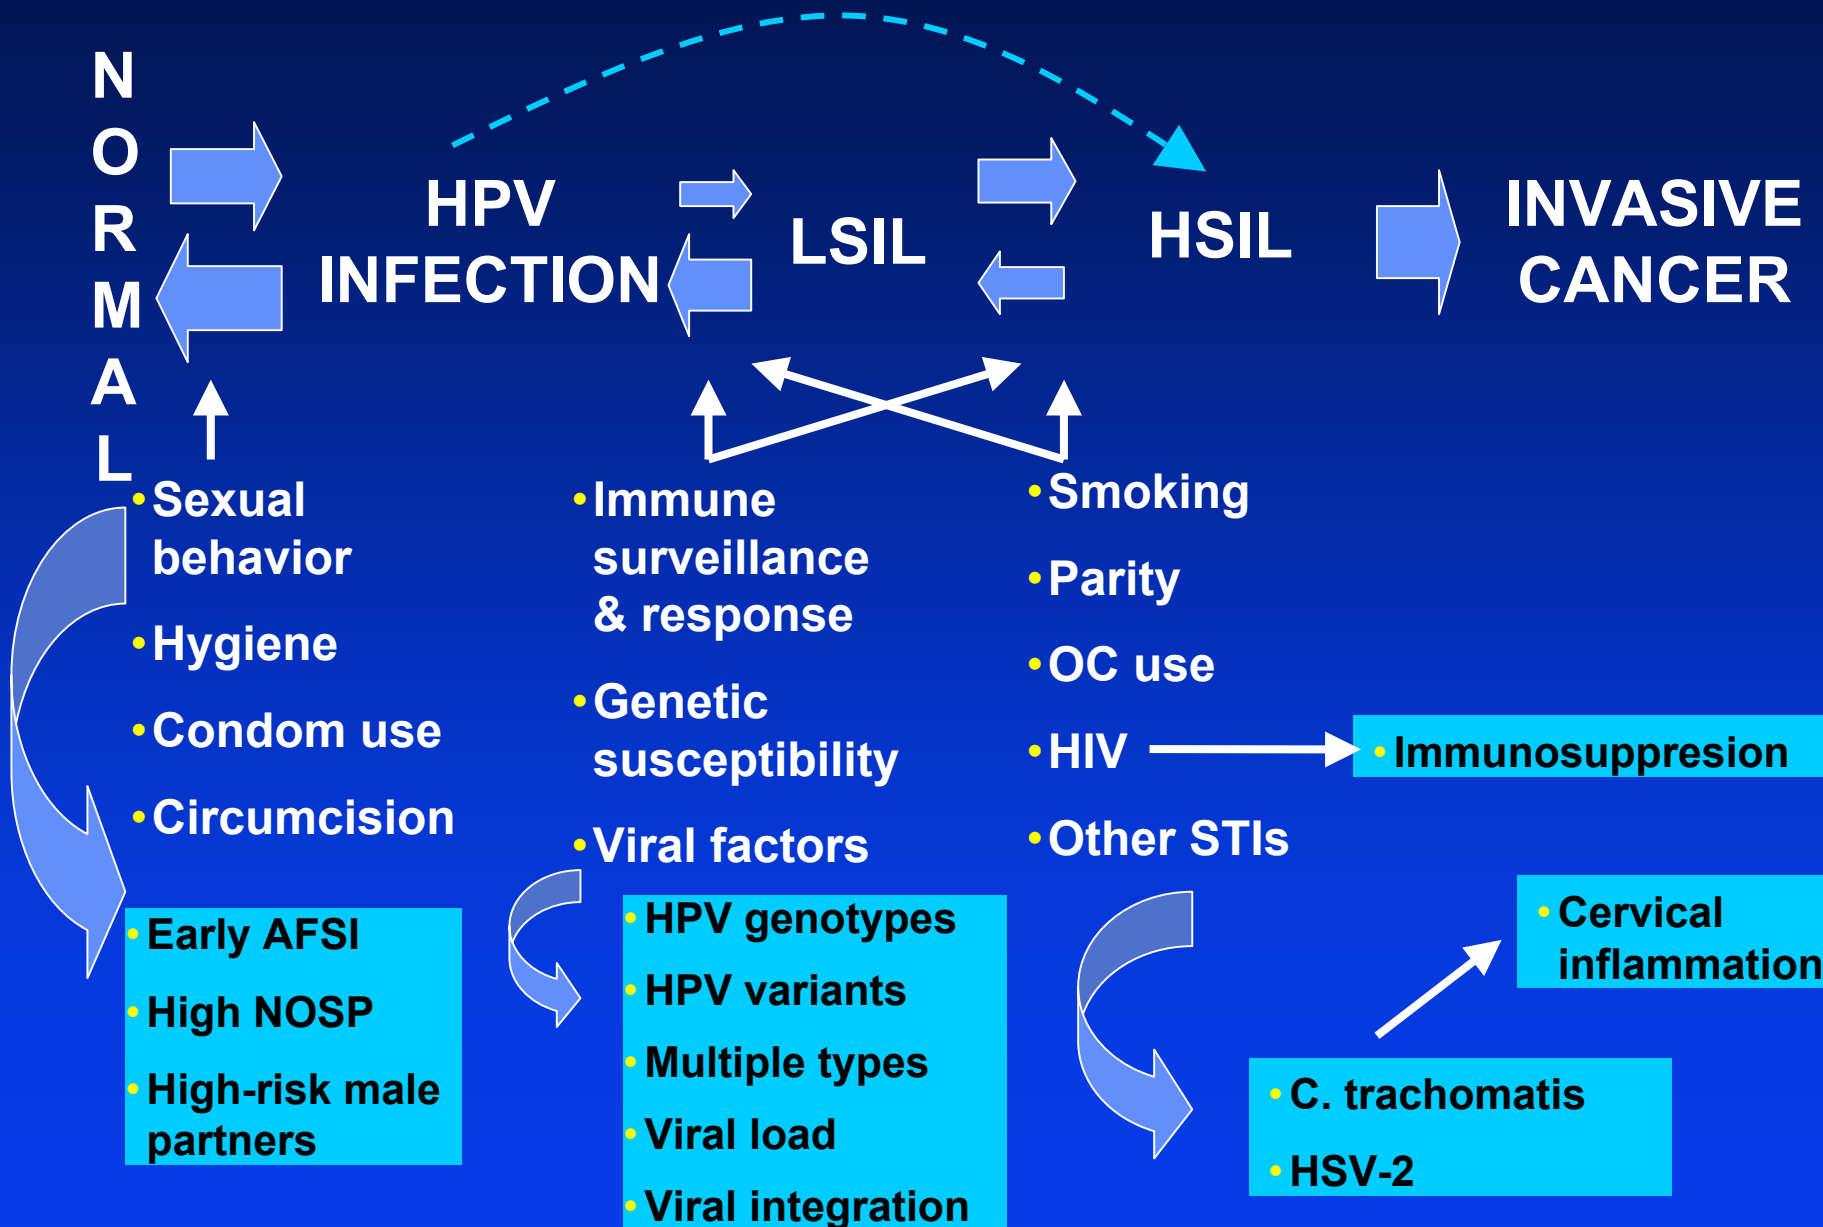 NORMAL
HPV
INFECTION
LSIL
HSIL
INVASIVE
CANCER
•Sexual
behavior
•Hygiene
•Condom use
•Circumcision
•Early AFSI
•High NOSP
•High-risk male
partners
•Immune
surveillance
& response
•Genetic
susceptibility
•Viral factors
•HPV genotypes
•HPV variants
•Multiple types
•Viral load
•Viral integration
•Smoking
•Parity
•OC use
•HIV
•Immunosuppresion
•Other STIs
•Cervical
inflammation
•C. trachomatis
•HSV-2